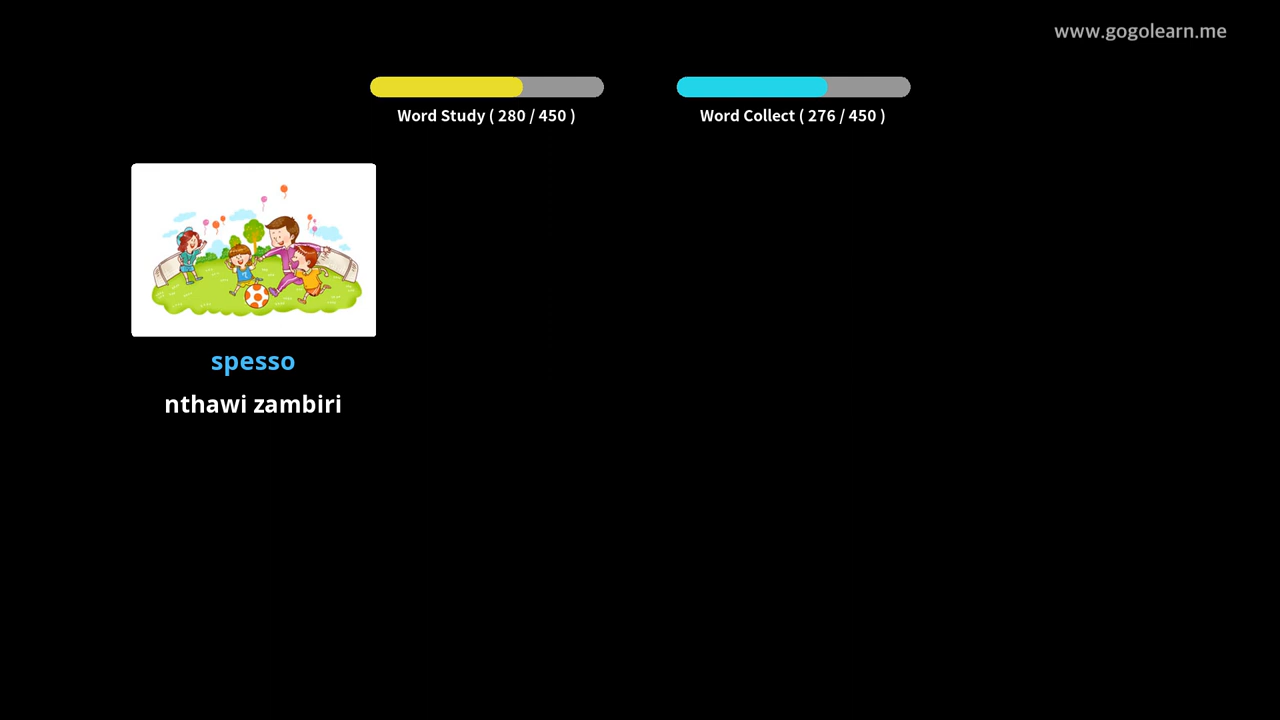 www.gogolearn.me
Word Study ( 280 / 450 )
Word Collect ( 276 / 450 )
spesso
nthawi zambiri